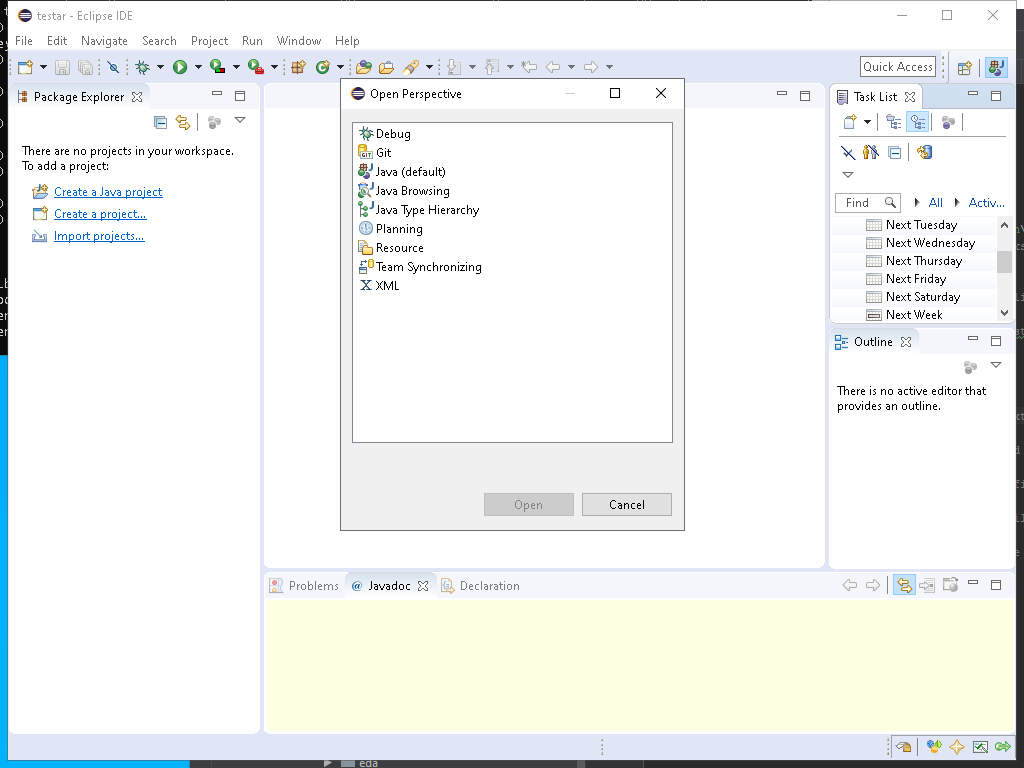 testar - Eclipse IDE
File Edit Navigate Search Project Run Window Help
Quick Access
Package Explorer
There are no projects in your workspace.
To add a project:
Create a Java project
Create a project...
Import projects...
Open Perspective
Debug
Git
Java (default)
Java Browsing
Java Type Hierarchy
Planning
Resource
Team Synchronizing
XML
Open Cancel
Task List
Find All Activ...
Next Tuesday
Next Wednesday
Next Thursday
Next Friday
Next Saturday
Next Week
Outline
There is no active editor that
provides an outline.
Problems @ Javadoc Declaration
eda